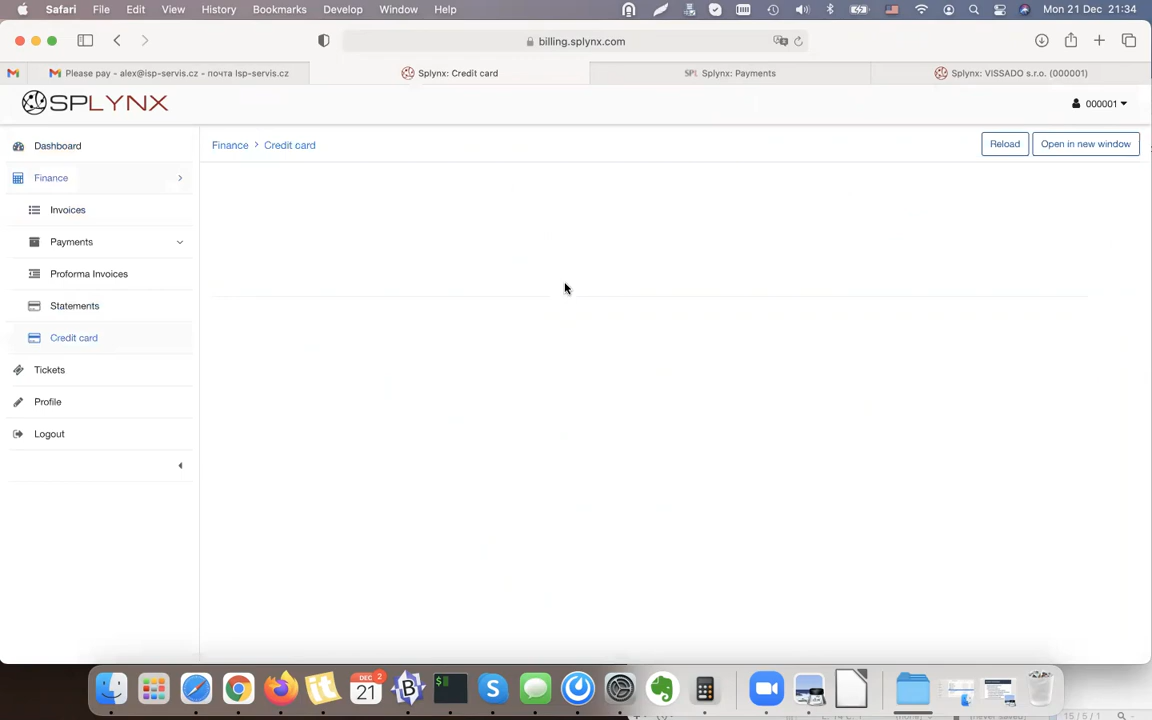 Safari File Edit View History Bookmarks Develop Window Help Mon 21 Dec 21:34
billing.splynx.com
Please pay - alex@isp-servis.cz - почта Isp-servis.cz Splynx: Credit card SPL Splynx: Payments Splynx: VISSADO s.r.o. (000001)
SPLYNX 000001
Dashboard Finance > Credit card Reload Open in new window
Finance
Invoices
Payments
Proforma Invoices
Statements
Credit card
Tickets
Profile
Logout
DEC 2
21